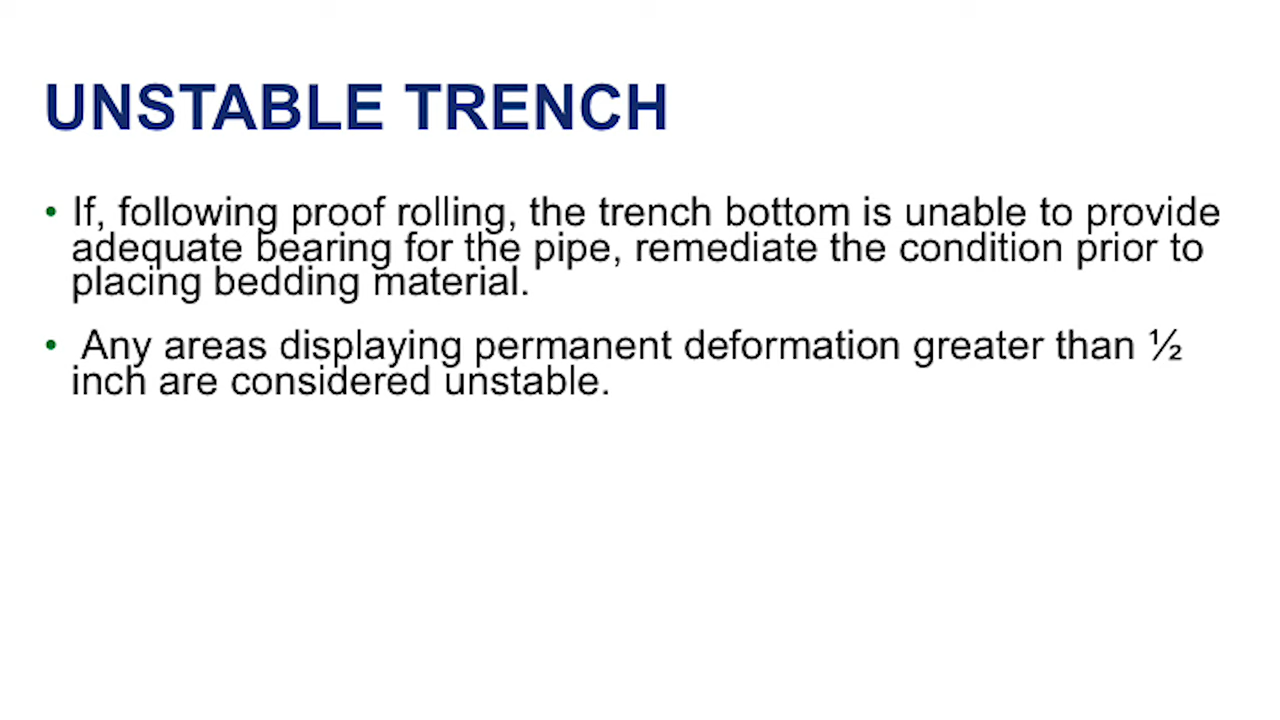 UNSTABLE TRENCH
• If, following proof rolling, the trench bottom is unable to provide
adequate bearing for the pipe, remediate the condition prior to
placing bedding material.
• Any areas displaying permanent deformation greater than ½
inch are considered unstable.